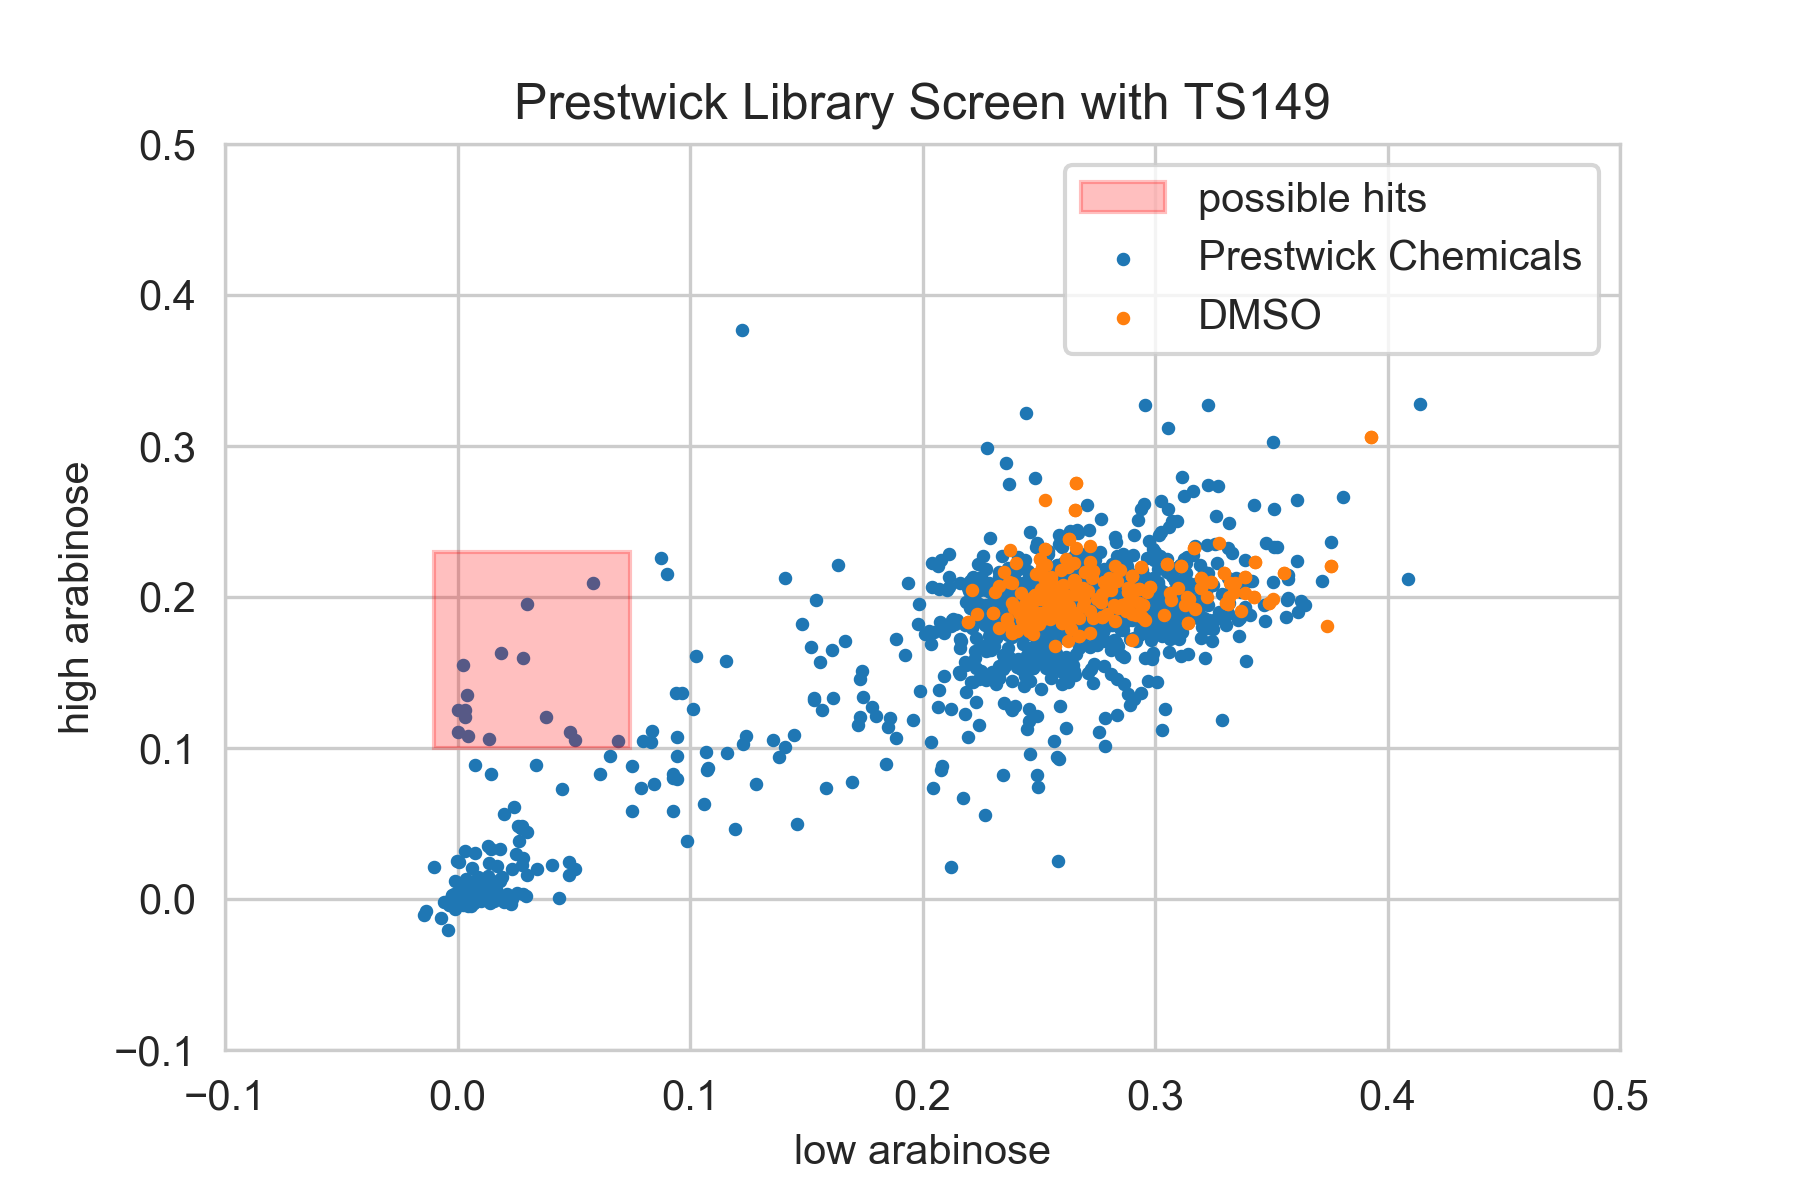 Prestwick Library Screen with TS149
0.5
0.4
0.3
0.2
0.1
0.0
−0.1
high arabinose
possible hits
Prestwick Chemicals
DMSO
−0.1 0.0 0.1 0.2 0.3 0.4 0.5
low arabinose